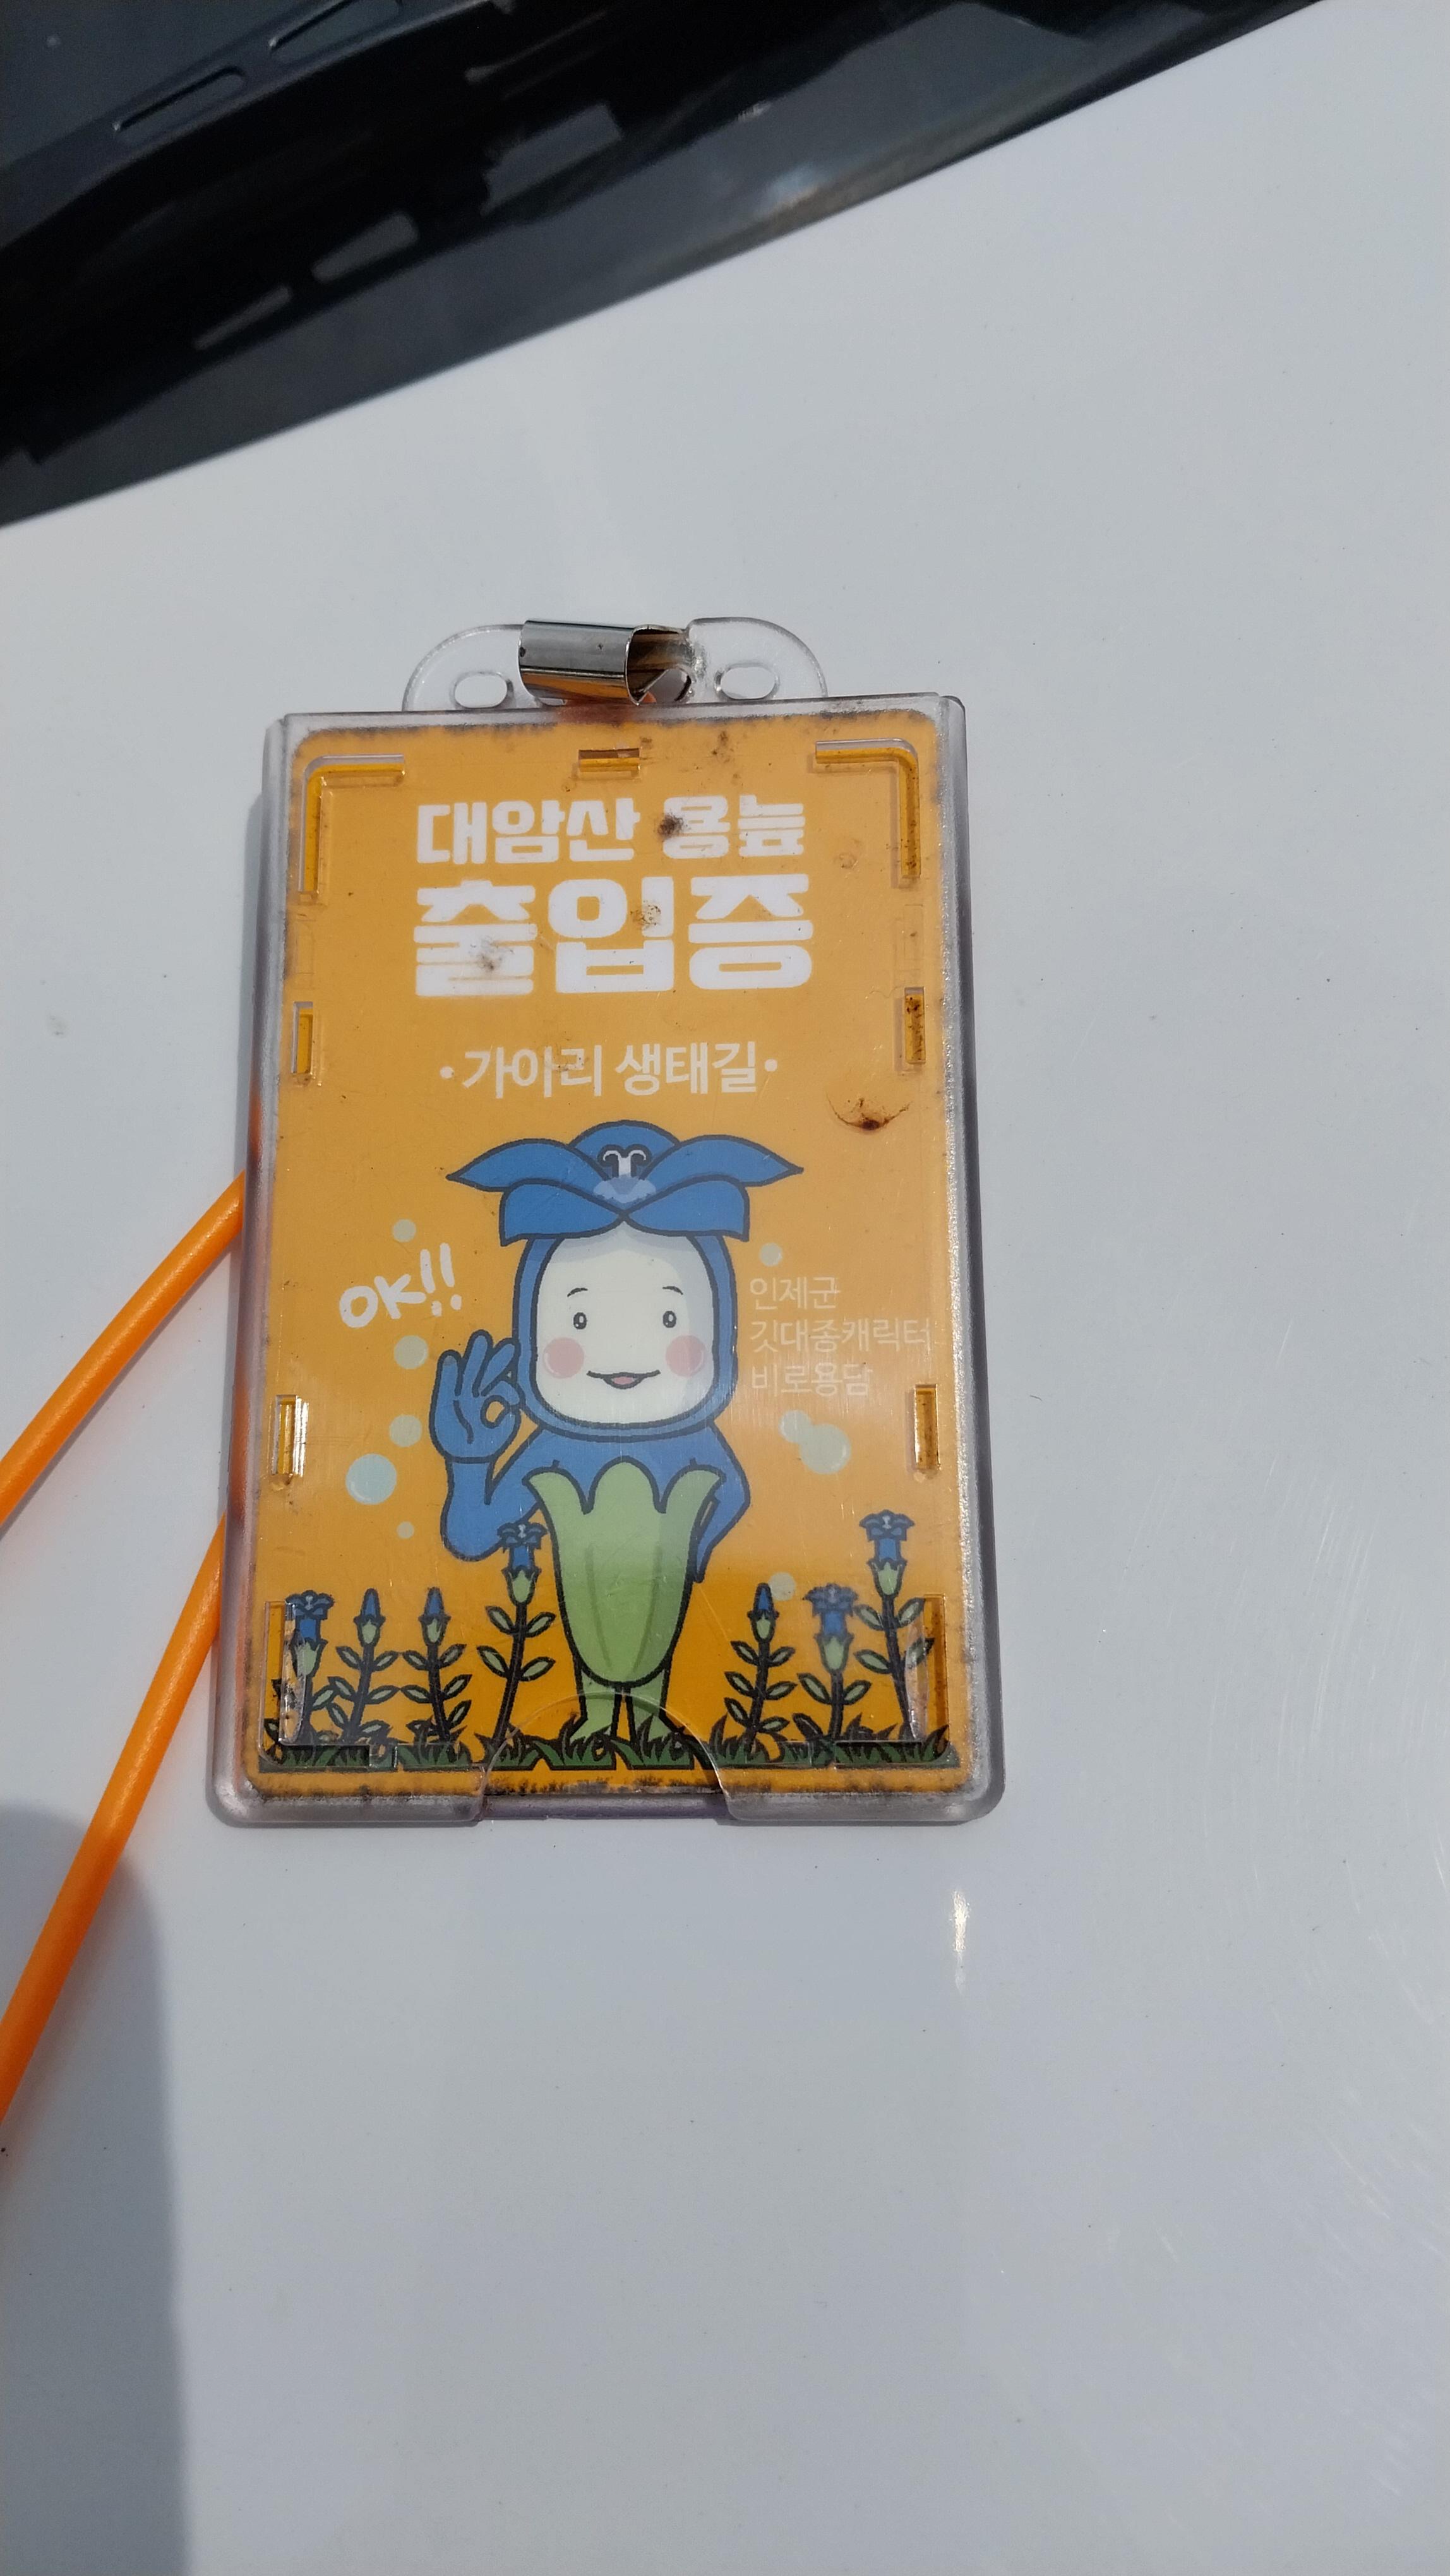 대암산 용늪
출입증
·가아리 생태길·
OK!!
인제군
깃대종캐릭터
비로용담